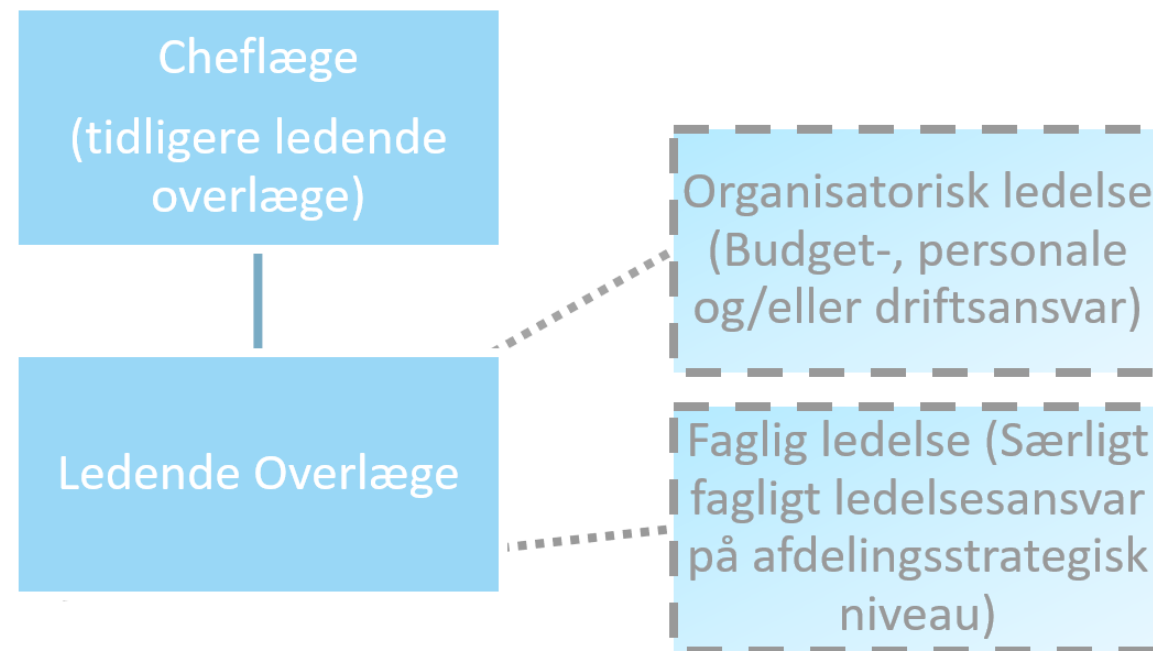 Cheflæge
(tidligere ledende
overlæge)
Organisatorisk ledelse
(Budget-, personale
og/eller driftsansvar)
Ledende Overlæge
Faglig ledelse (Særligt
fagligt ledelsesansvar
på afdelingsstrategisk
niveau)